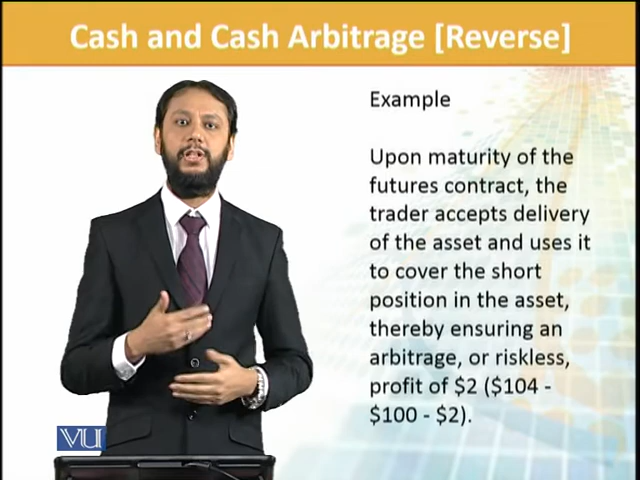 Cash and Cash Arbitrage [Reverse]
Example
Upon maturity of the
futures contract, the
trader accepts delivery
of the asset and uses it
to cover the short
position in the asset,
thereby ensuring an
arbitrage, or riskless,
profit of $2 ($104 -
$100 - $2).
VU